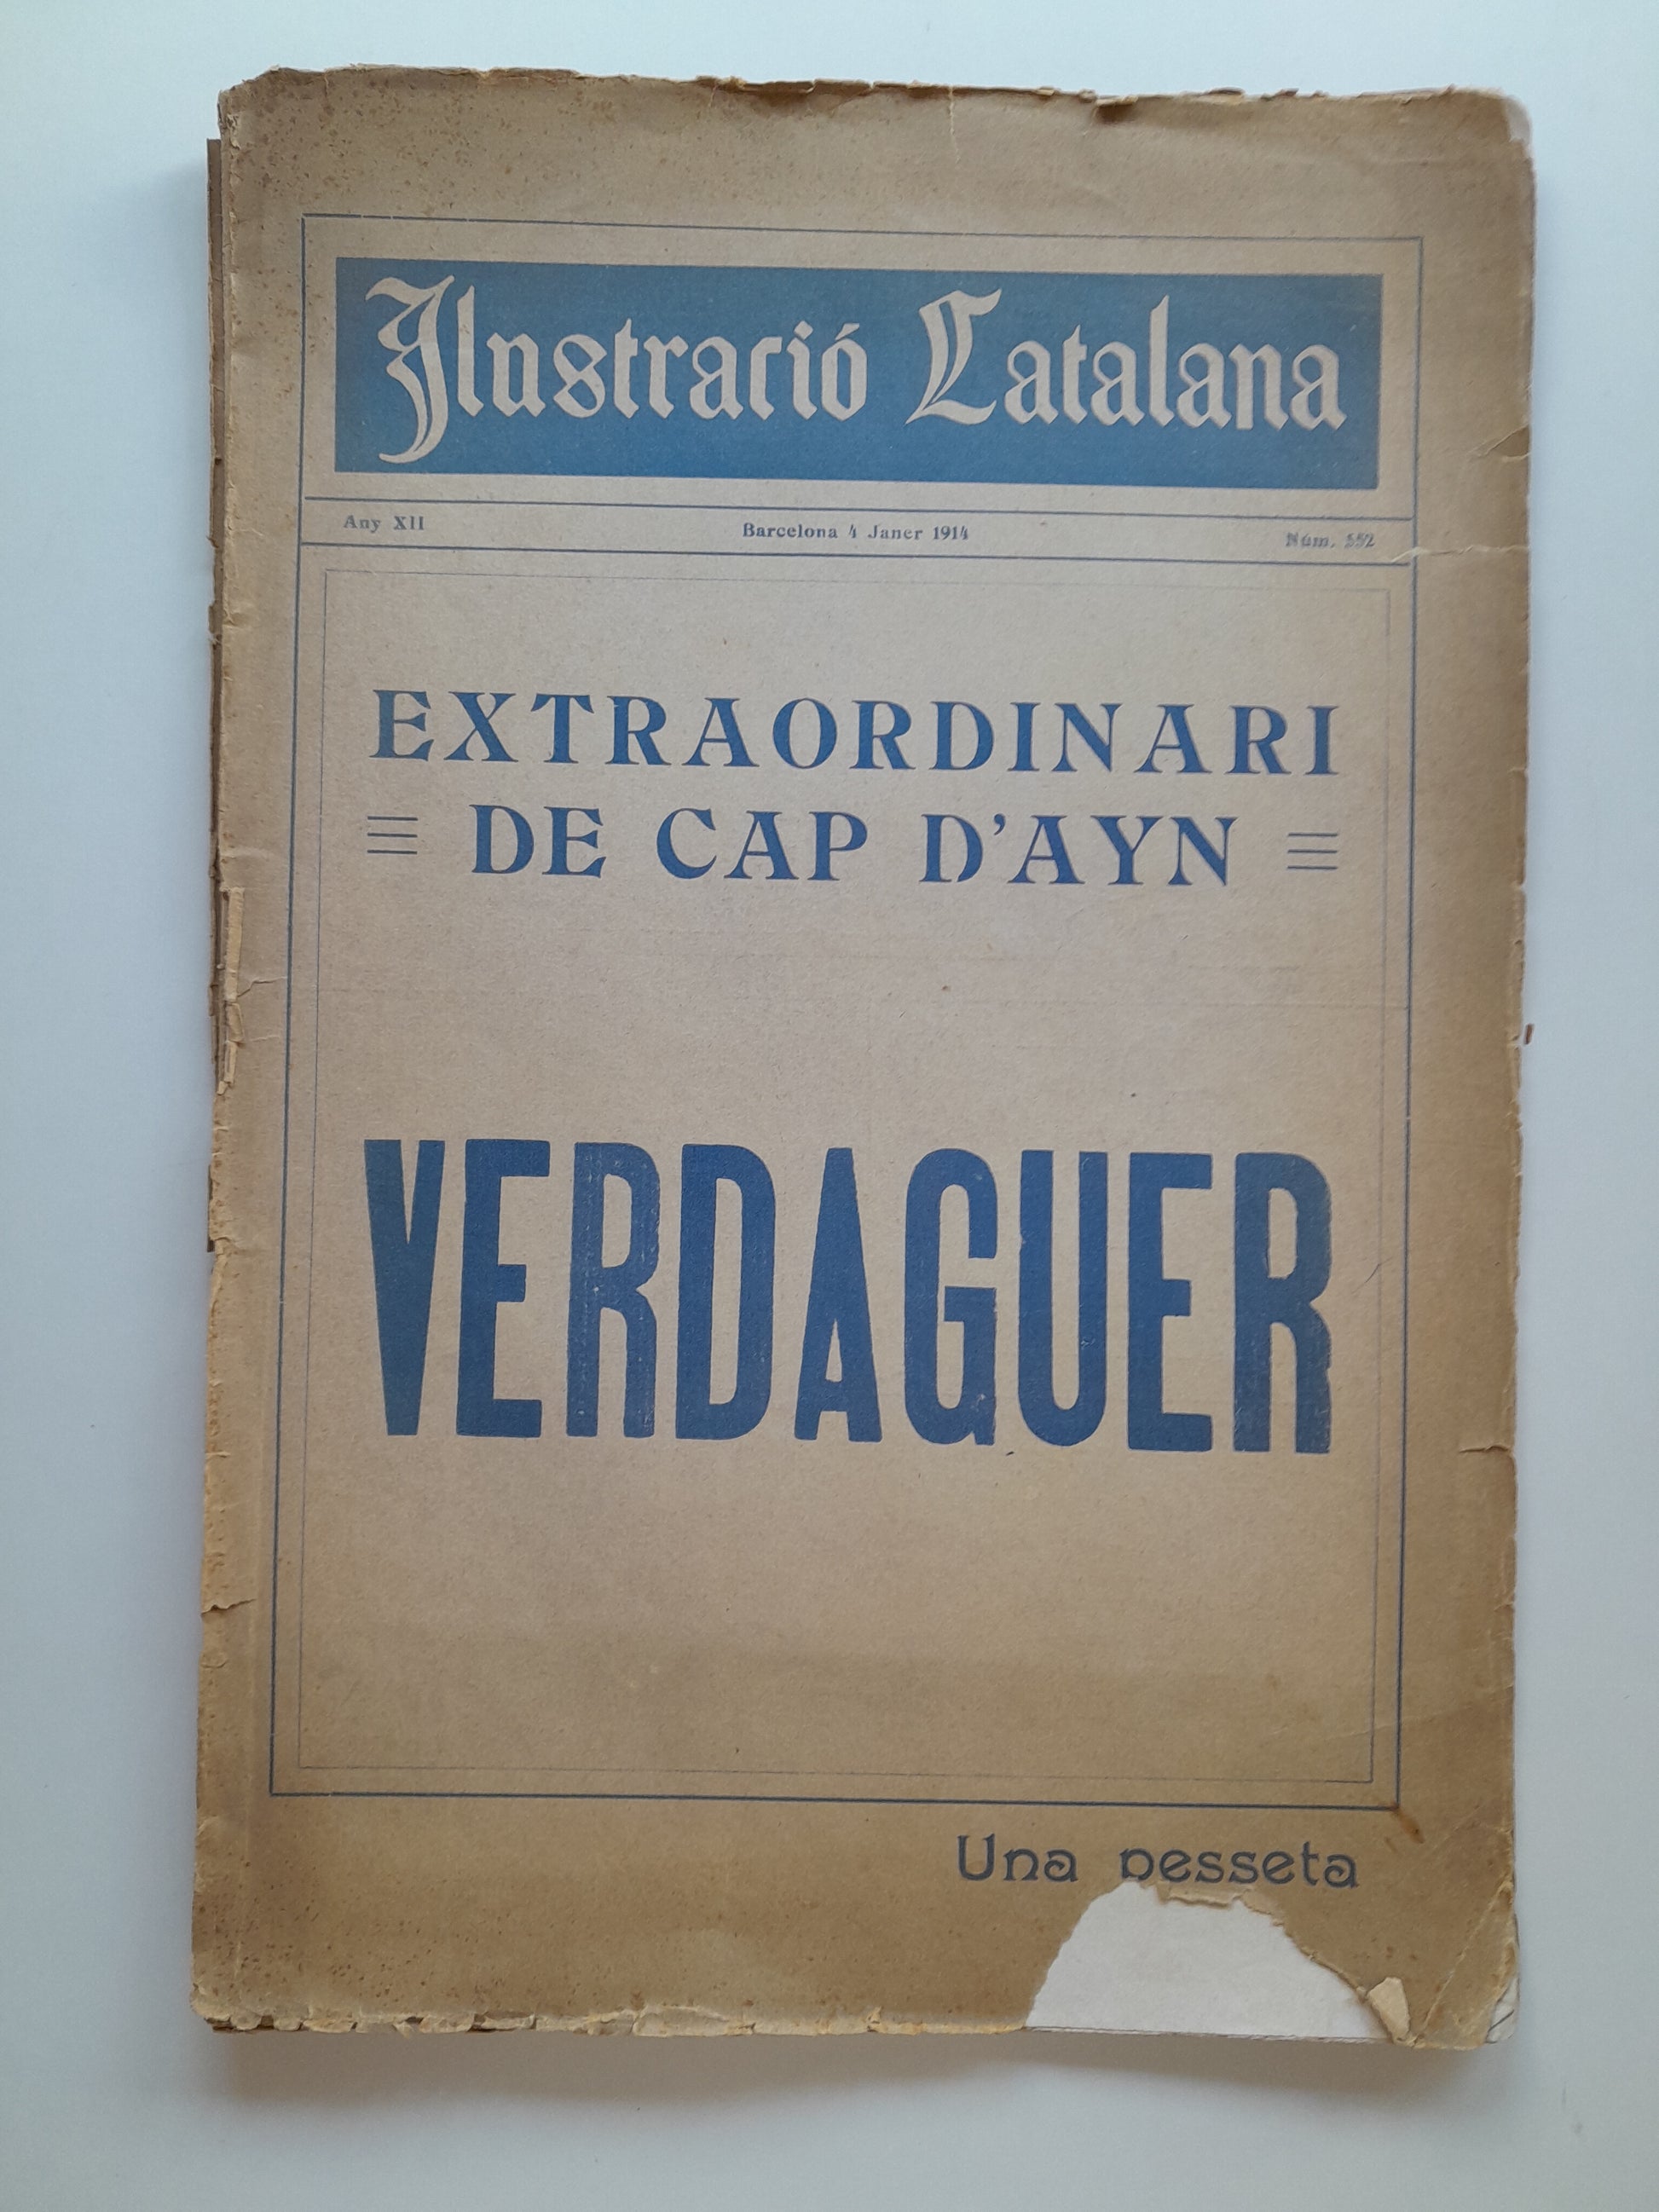 Ilustració Catalana
Any XII Barcelona 4 Janer 1914 Núm. 552
EXTRAORDINARI
DE CAP D'AYN
VERDAGUER
Una pesseta